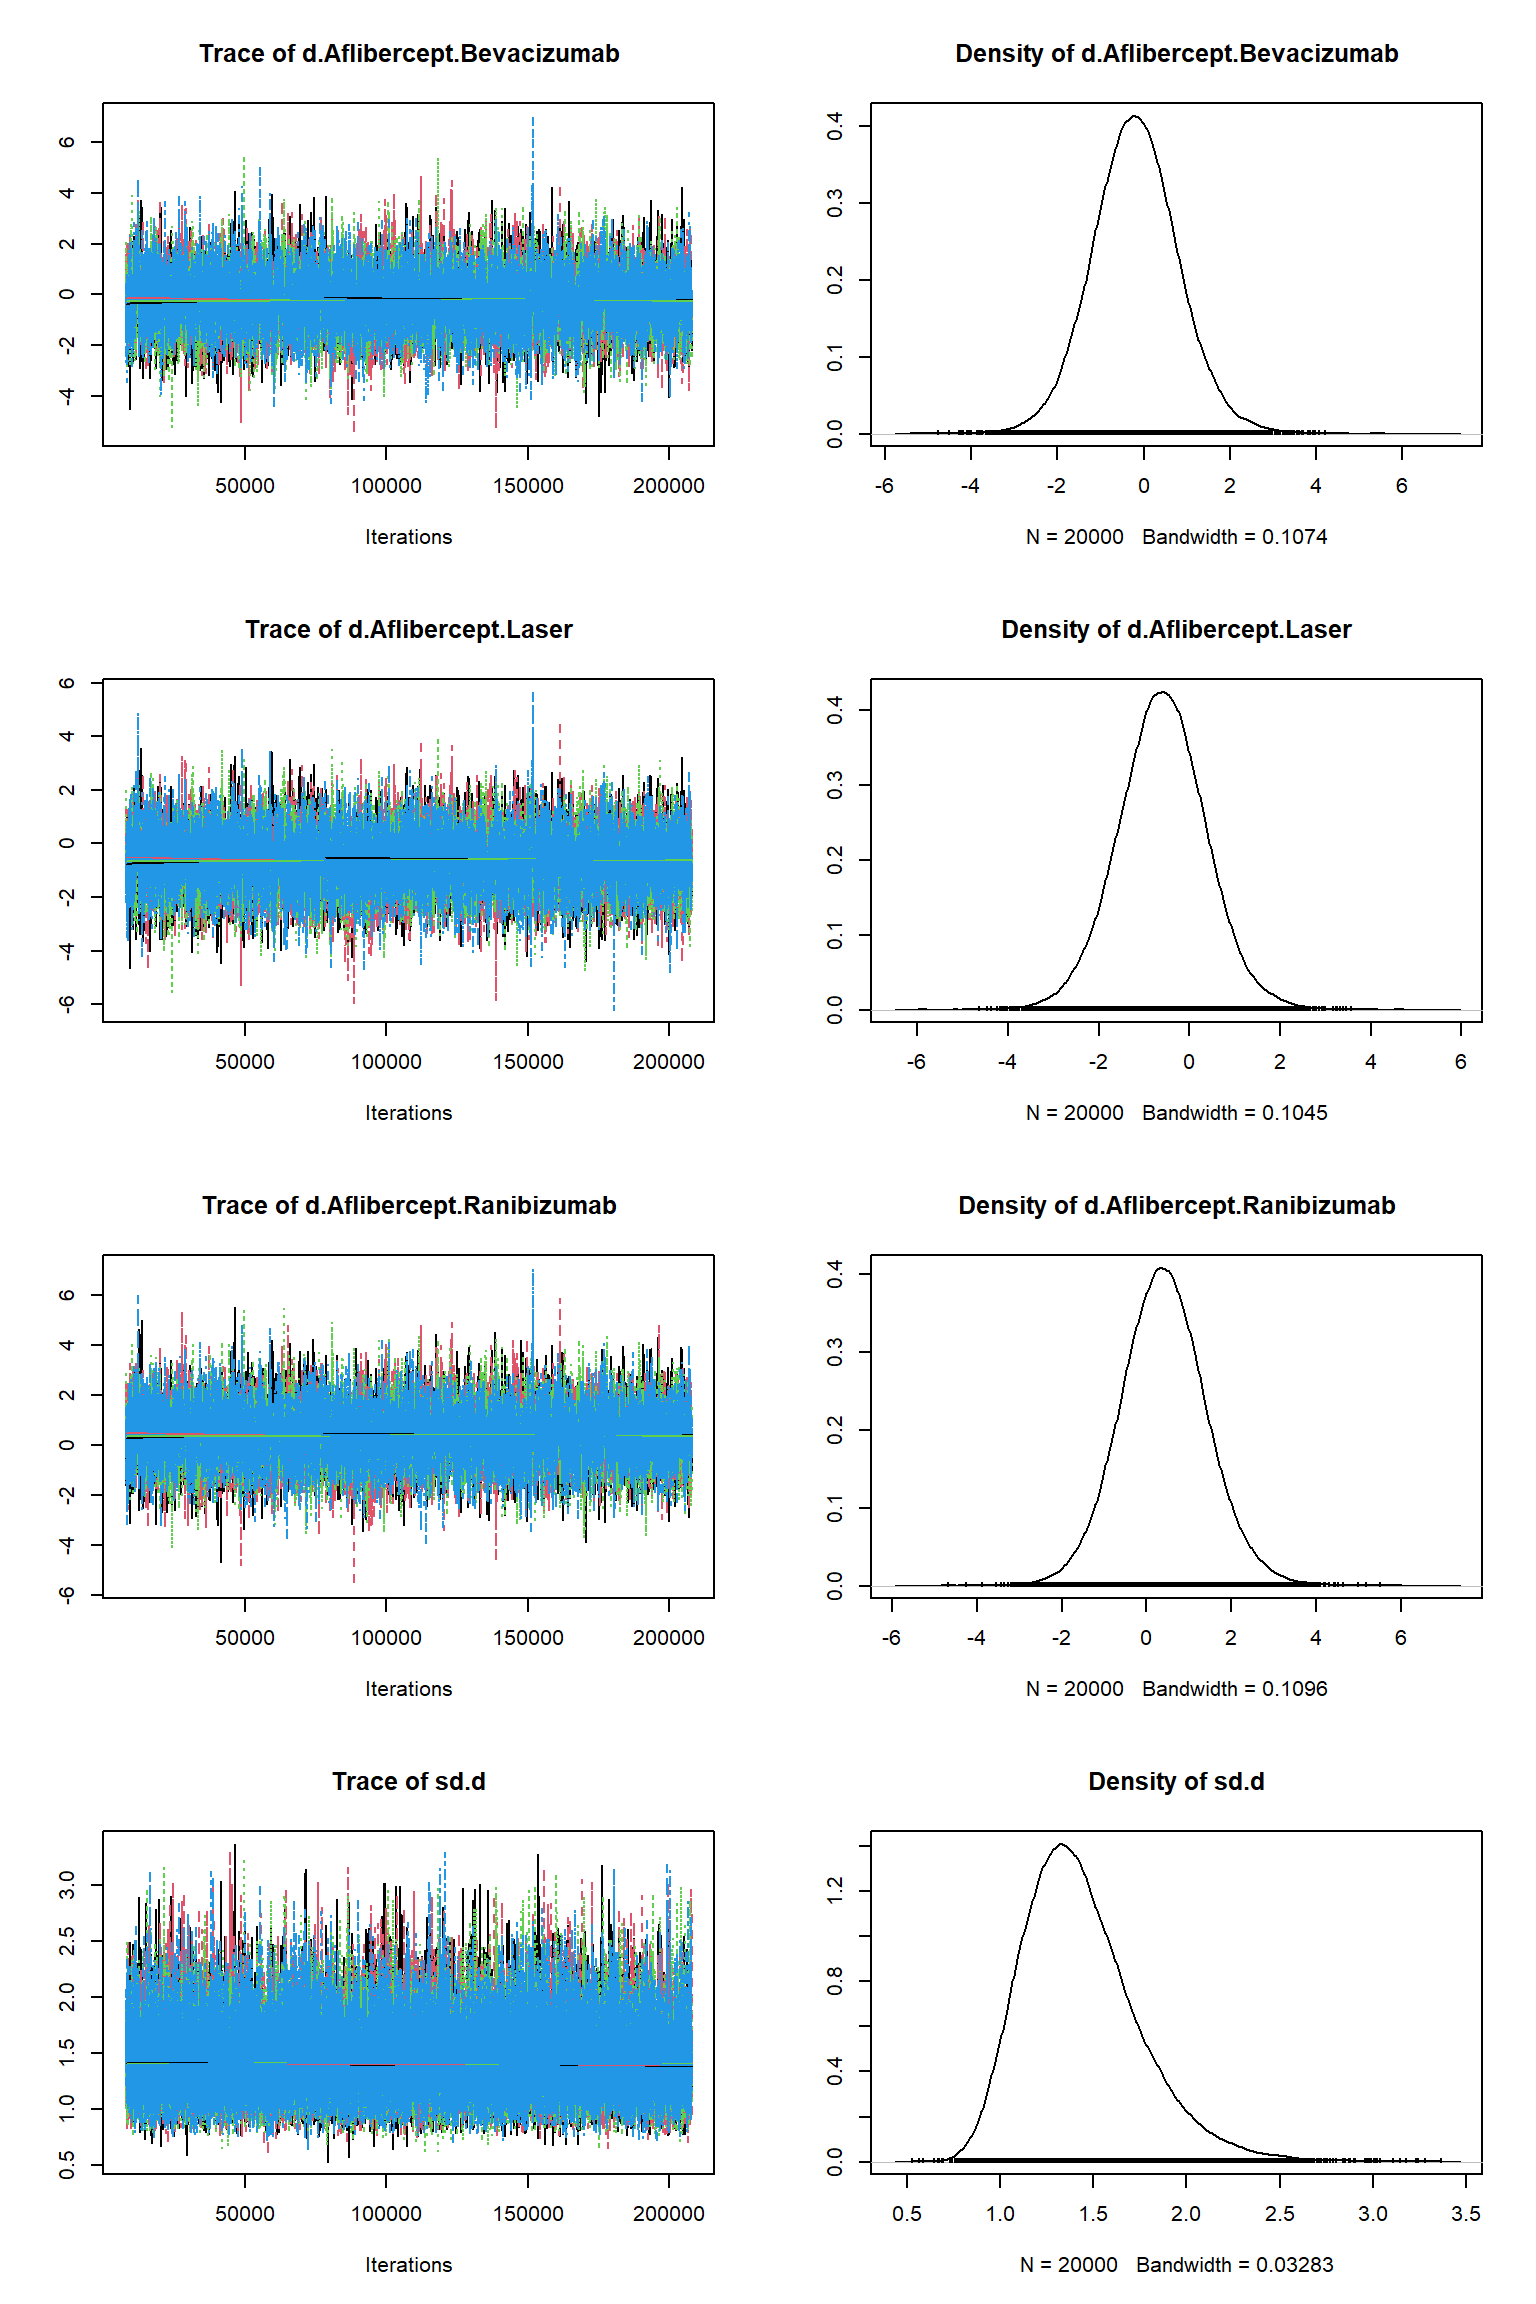 Trace of d.Aflibercept.Bevacizumab
6
4
2
0
-2
-4
50000 100000 150000 200000
Iterations
Density of d.Aflibercept.Bevacizumab
0.4
0.3
0.2
0.1
0.0
-6 -4 -2 0 2 4 6
N = 20000 Bandwidth = 0.1074
Trace of d.Aflibercept.Laser
6
4
2
0
-2
-4
-6
50000 100000 150000 200000
Iterations
Density of d.Aflibercept.Laser
0.4
0.3
0.2
0.1
0.0
-6 -4 -2 0 2 4 6
N = 20000 Bandwidth = 0.1045
Trace of d.Aflibercept.Ranibizumab
6
4
2
0
-2
-4
-6
50000 100000 150000 200000
Iterations
Density of d.Aflibercept.Ranibizumab
0.4
0.3
0.2
0.1
0.0
-6 -4 -2 0 2 4 6
N = 20000 Bandwidth = 0.1096
Trace of sd.d
3.0
2.5
2.0
1.5
1.0
0.5
50000 100000 150000 200000
Iterations
Density of sd.d
1.2
0.8
0.4
0.0
0.5 1.0 1.5 2.0 2.5 3.0 3.5
N = 20000 Bandwidth = 0.03283